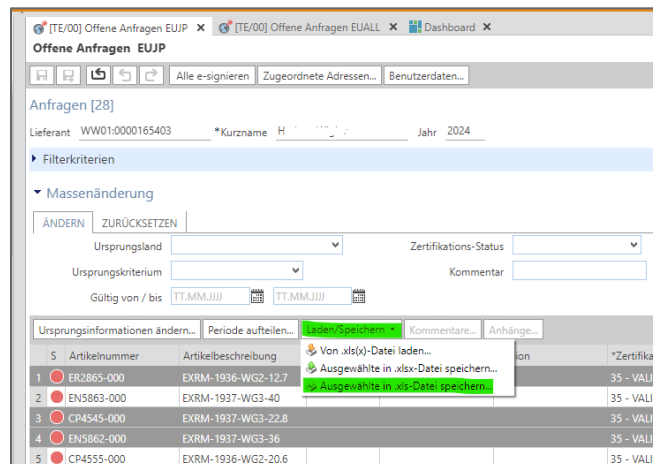 [TE/00] Offene Anfragen EUJP × [TE/00] Offene Anfragen EUALL × Dashboard ×
Offene Anfragen EUJP
Alle e-signieren Zugeordnete Adressen... Benutzerdaten...
Anfragen [28]
Lieferant WW01:0000165403 *Kurzname H Jahr 2024
Filterkriterien
Massenänderung
ÄNDERN ZURÜCKSETZEN
Ursprungsland Zertifikations-Status
Ursprungskriterium Kommentar
Gültig von / bis TT.MM.JJJJ TT.MM.JJJJ
Ursprungsinformationen ändern... Periode aufteilen... Laden/Speichern Kommentare... Anhänge...
S Artikelnummer Artikelbeschreibung ion *Zertifika
Von .xls(x)-Datei laden...
Ausgewählte in .xlsx-Datei speichern...
Ausgewählte in .xls-Datei speichern...
1 ER2865-000 EXRM-1936-WG2-12.7 35 - VALI
2 EN5863-000 EXRM-1937-WG3-40 35 - VALI
3 CP4545-000 EXRM-1937-WG3-22.8 35 - VALI
4 EN5862-000 EXRM-1937-WG3-36 35 - VALI
5 CP4555-000 EXRM-1936-WG2-20.6 35 - VALI